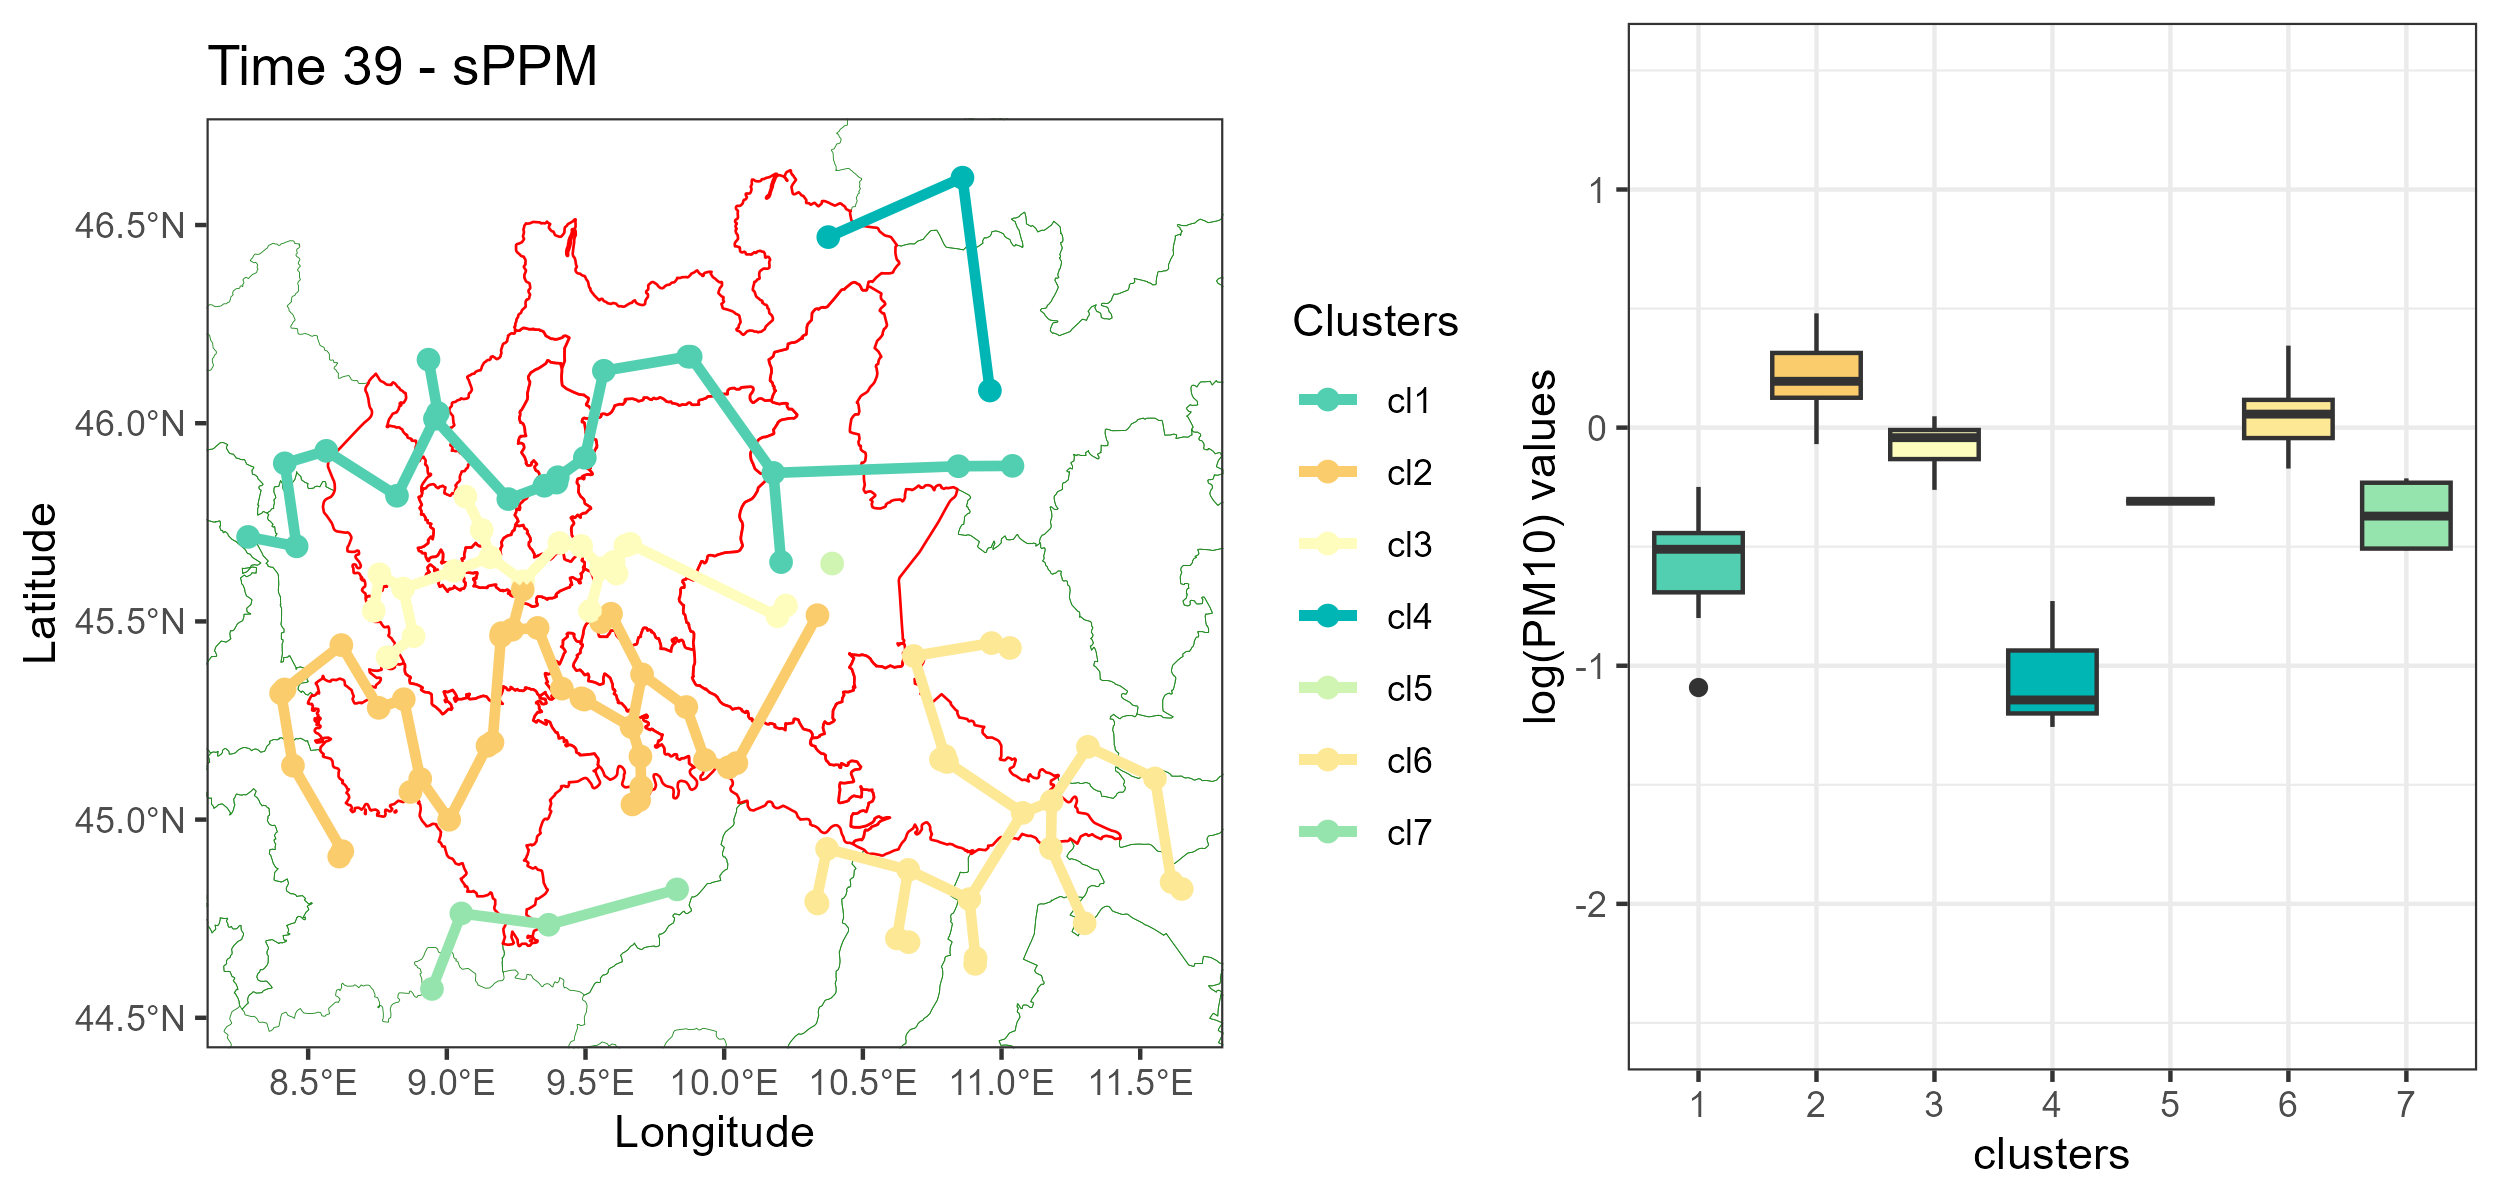 Time 39 - sPPM
Latitude
46.5°N
46.0°N
45.5°N
45.0°N
44.5°N
8.5°E 9.0°E 9.5°E 10.0°E 10.5°E 11.0°E 11.5°E
Longitude
Clusters
cl1
cl2
cl3
cl4
cl5
cl6
cl7
log(PM10) values
1
0
-1
-2
1 2 3 4 5 6 7
clusters